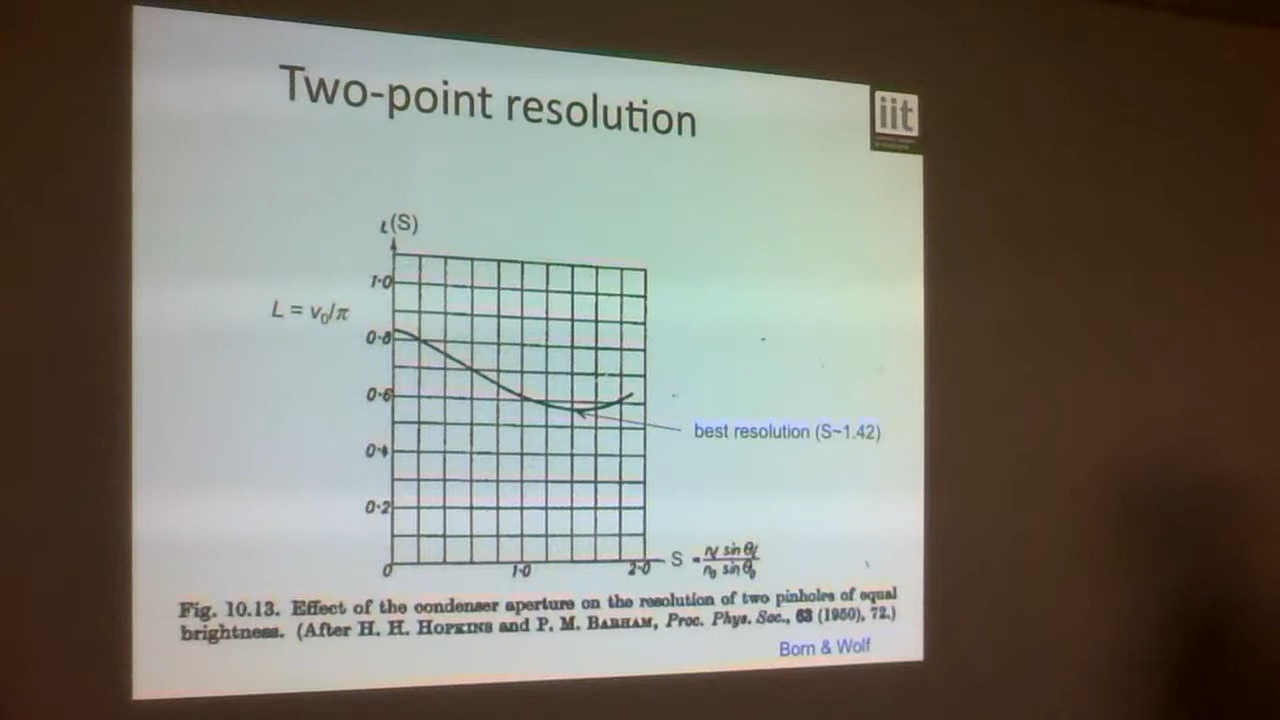 Two-point resolution
iit
L(S)
1·0
L = v₀/π
0·8
0·6
best resolution (S~1.42)
0·4
0·2
0
1·0
2·0
S = n sin θ / n₀ sin θ₀
Fig. 10.13. Effect of the condenser aperture on the resolution of two pinholes of equal
brightness. (After H. H. HOPKINS and P. M. BARHAM, Proc. Phys. Soc., 63 (1950), 72.)
Born & Wolf